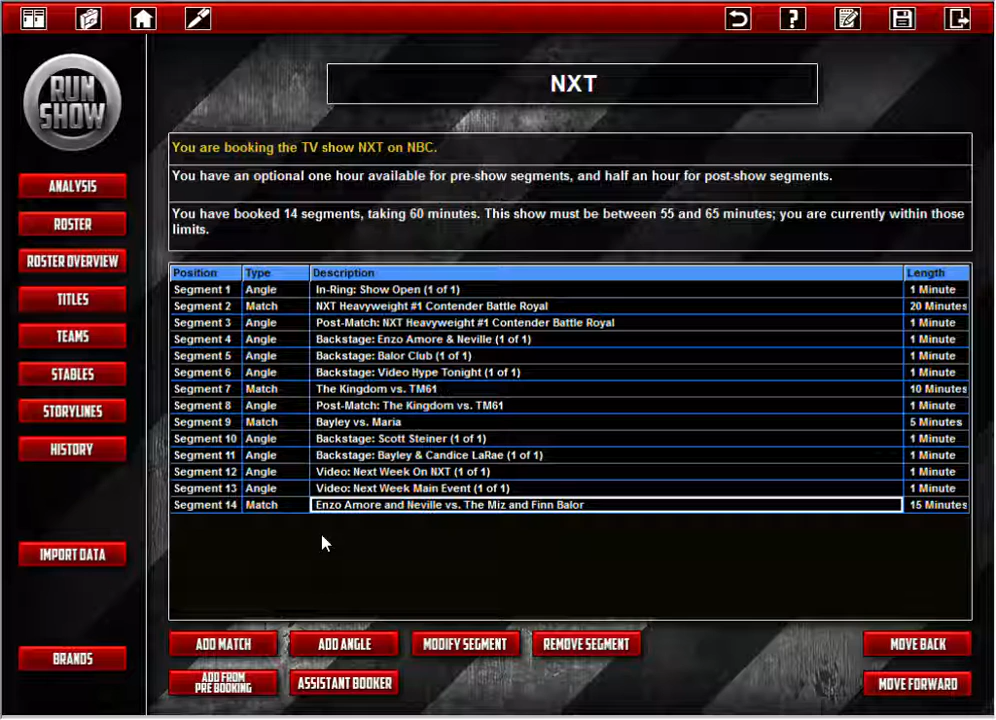 NXT
RUN
SHOW
You are booking the TV show NXT on NBC.
You have an optional one hour available for pre-show segments, and half an hour for post-show segments.
You have booked 14 segments, taking 60 minutes. This show must be between 55 and 65 minutes; you are currently within those
limits.
ANALYSIS
ROSTER
ROSTER OVERVIEW
TITLES
TEAMS
STABLES
STORYLINES
HISTORY
IMPORT DATA
BRANDS
Position Type Description Length
Segment 1 Angle In-Ring: Show Open (1 of 1) 1 Minute
Segment 2 Match NXT Heavyweight #1 Contender Battle Royal 20 Minutes
Segment 3 Angle Post-Match: NXT Heavyweight #1 Contender Battle Royal 1 Minute
Segment 4 Angle Backstage: Enzo Amore & Neville (1 of 1) 1 Minute
Segment 5 Angle Backstage: Balor Club (1 of 1) 1 Minute
Segment 6 Angle Backstage: Video Hype Tonight (1 of 1) 1 Minute
Segment 7 Match The Kingdom vs. TM61 10 Minutes
Segment 8 Angle Post-Match: The Kingdom vs. TM61 1 Minute
Segment 9 Match Bayley vs. Maria 5 Minutes
Segment 10 Angle Backstage: Scott Steiner (1 of 1) 1 Minute
Segment 11 Angle Backstage: Bayley & Candice LaRae (1 of 1) 1 Minute
Segment 12 Angle Video: Next Week On NXT (1 of 1) 1 Minute
Segment 13 Angle Video: Next Week Main Event (1 of 1) 1 Minute
Segment 14 Match Enzo Amore and Neville vs. The Miz and Finn Balor 15 Minutes
ADD MATCH
ADD ANGLE
MODIFY SEGMENT
REMOVE SEGMENT
MOVE BACK
ADD FROM
PRE BOOKING
ASSISTANT BOOKER
MOVE FORWARD